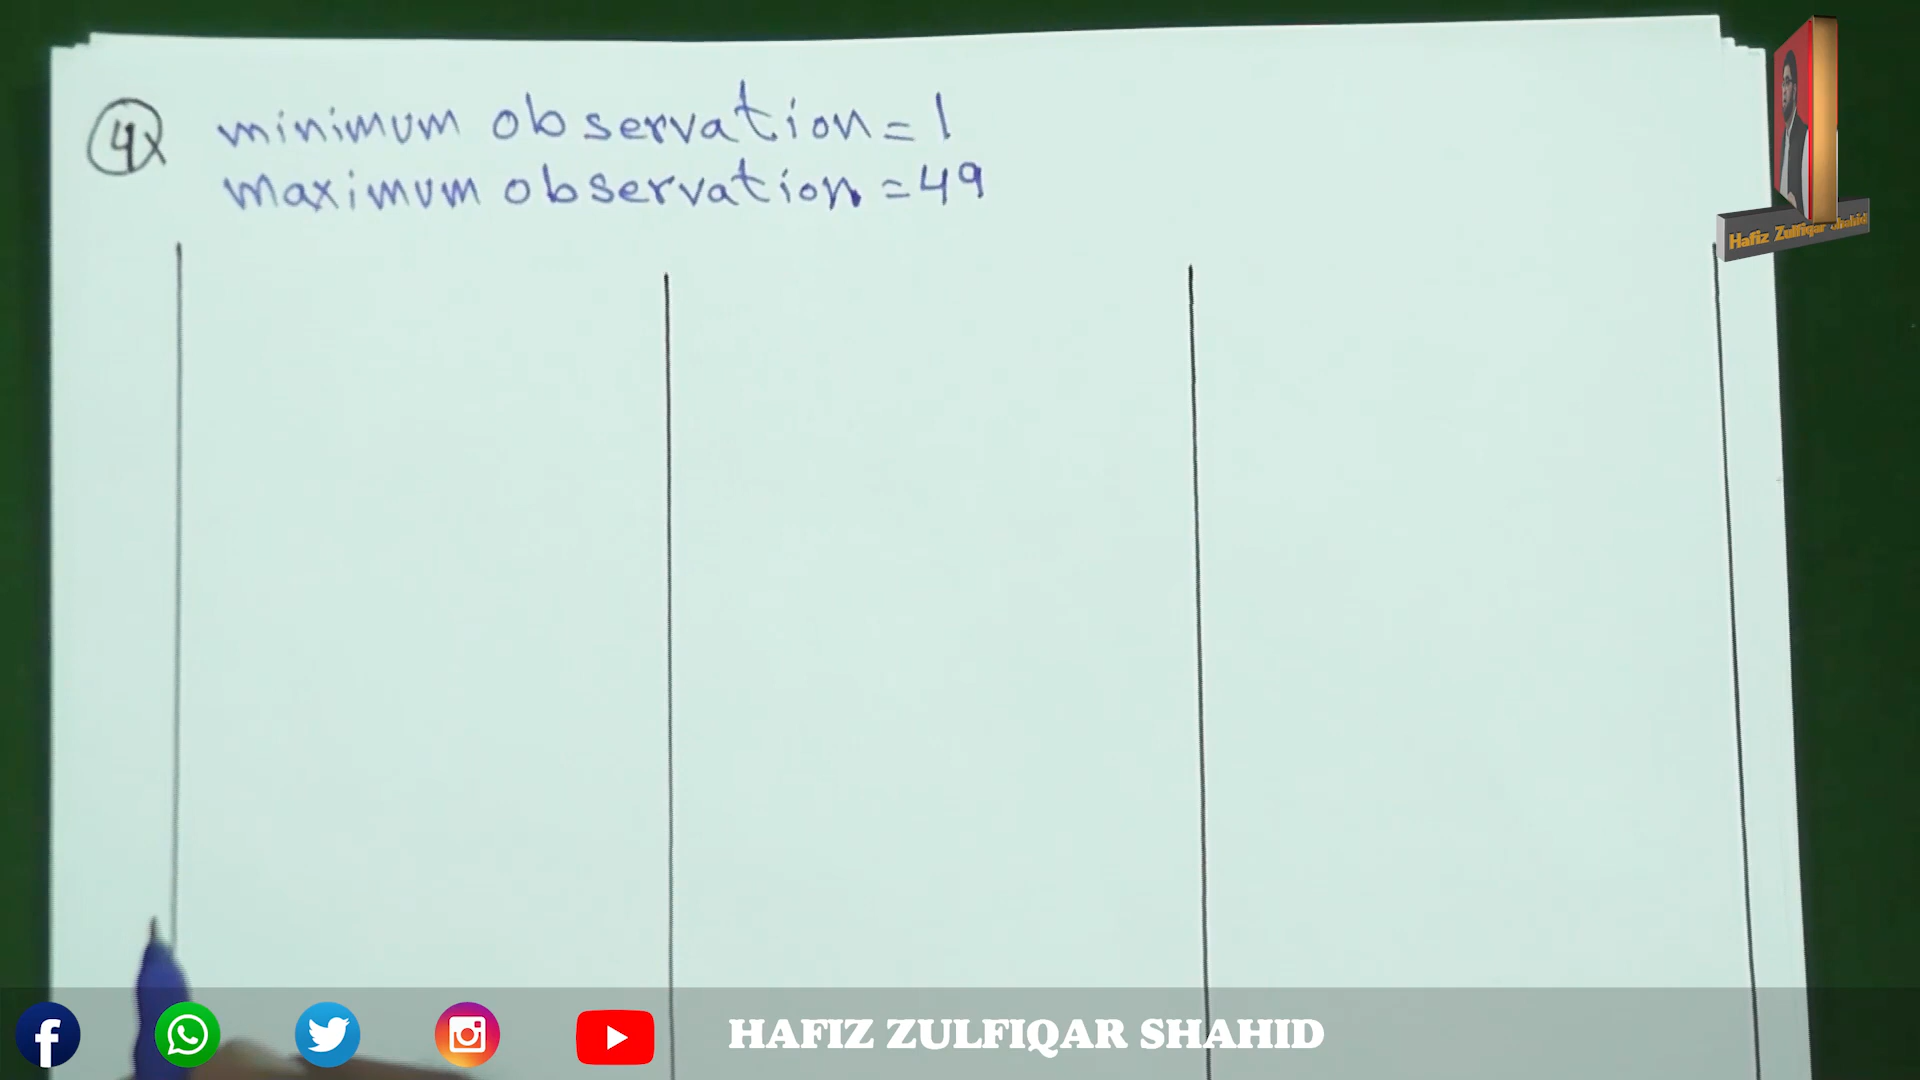 4x minimum observation = 1
maximum observation = 49
Hafiz Zulfiqar Shahid
HAFIZ ZULFIQAR SHAHID